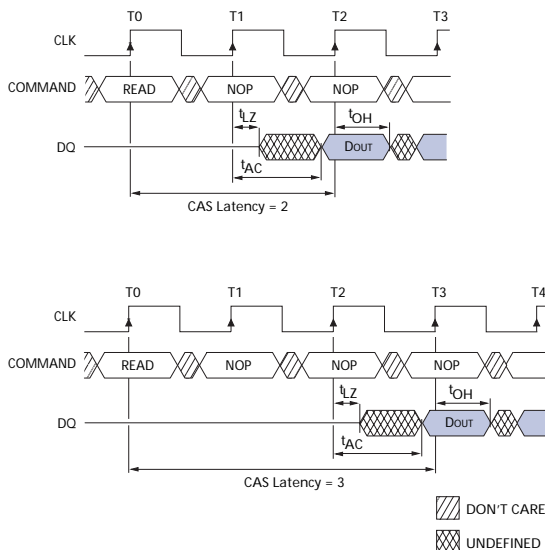 T0 T1 T2 T3
CLK
COMMAND READ NOP NOP
tLZ tOH
DQ DOUT
tAC
CAS Latency = 2
T0 T1 T2 T3 T4
CLK
COMMAND READ NOP NOP NOP
tLZ tOH
DQ DOUT
tAC
CAS Latency = 3
DON'T CARE
UNDEFINED